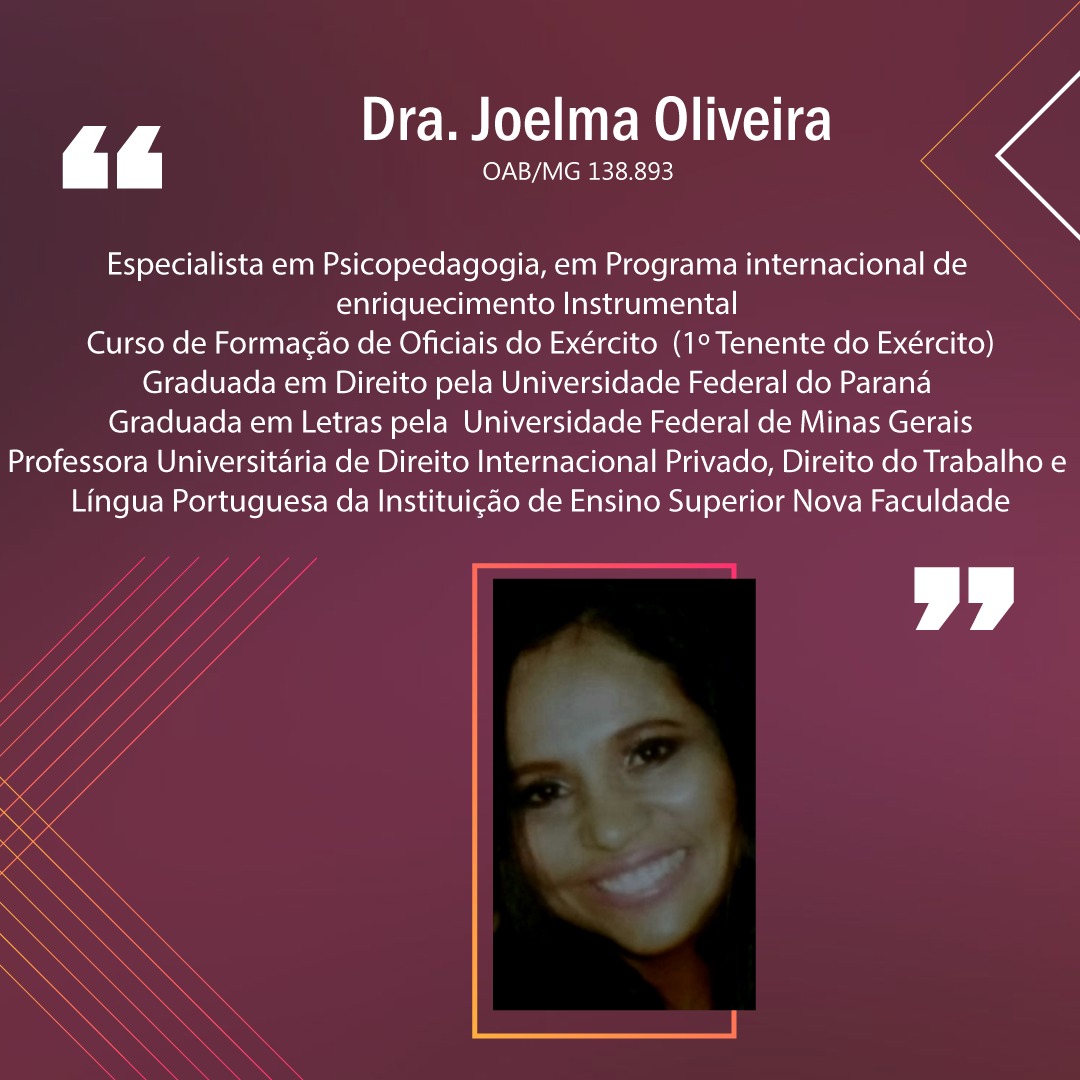 “
Dra. Joelma Oliveira
OAB/MG 138.893
Especialista em Psicopedagogia, em Programa internacional de
enriquecimento Instrumental
Curso de Formação de Oficiais do Exército  (1º Tenente do Exército)
Graduada em Direito pela Universidade Federal do Paraná
Graduada em Letras pela  Universidade Federal de Minas Gerais
Professora Universitária de Direito Internacional Privado, Direito do Trabalho e
Língua Portuguesa da Instituição de Ensino Superior Nova Faculdade
”